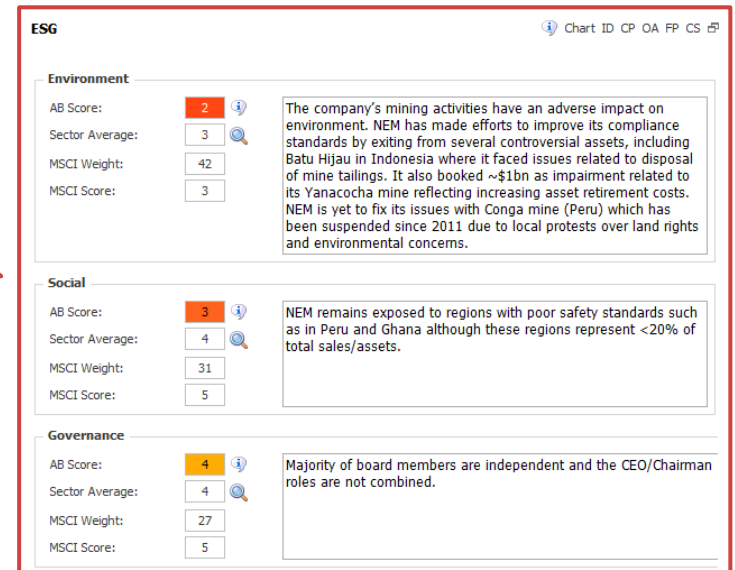 ESG
Chart ID CP OA FP CS
Environment
AB Score: 2
Sector Average: 3
MSCI Weight: 42
MSCI Score: 3
The company's mining activities have an adverse impact on
environment. NEM has made efforts to improve its compliance
standards by exiting from several controversial assets, including
Batu Hijau in Indonesia where it faced issues related to disposal
of mine tailings. It also booked ~$1bn as impairment related to
its Yanacocha mine reflecting increasing asset retirement costs.
NEM is yet to fix its issues with Conga mine (Peru) which has
been suspended since 2011 due to local protests over land rights
and environmental concerns.
Social
AB Score: 3
Sector Average: 4
MSCI Weight: 31
MSCI Score: 5
NEM remains exposed to regions with poor safety standards such
as in Peru and Ghana although these regions represent <20% of
total sales/assets.
Governance
AB Score: 4
Sector Average: 4
MSCI Weight: 27
MSCI Score: 5
Majority of board members are independent and the CEO/Chairman
roles are not combined.